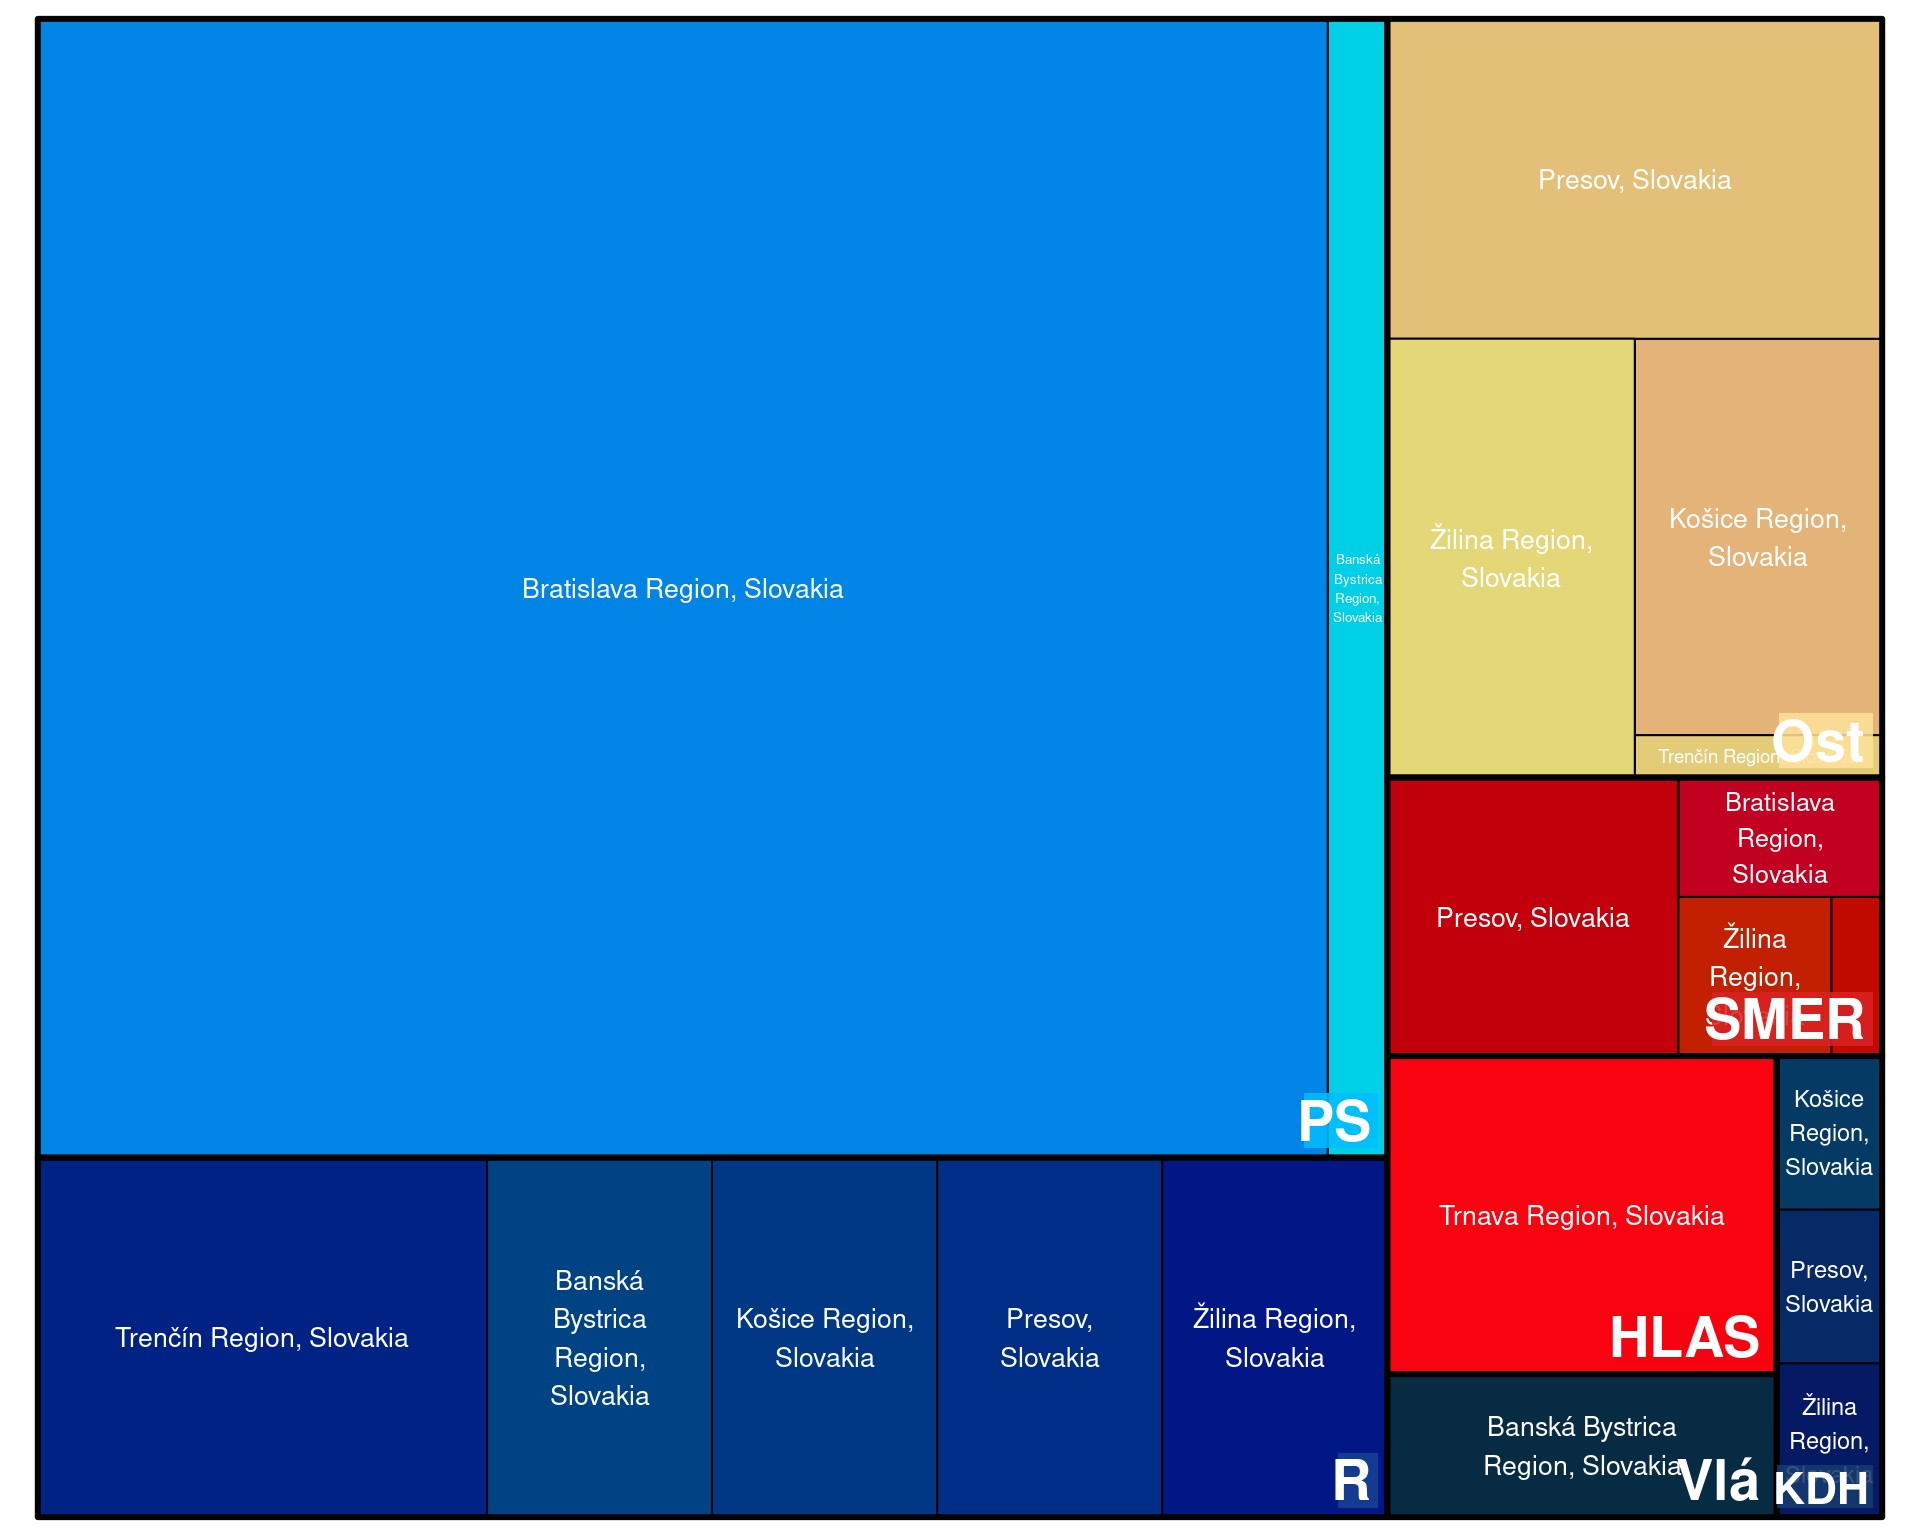 Bratislava Region, Slovakia
Banská
Bystrica
Region,
Slovakia
PS
Trenčín Region, Slovakia
Banská
Bystrica
Region,
Slovakia
Košice Region,
Slovakia
Presov,
Slovakia
Žilina Region,
Slovakia
R
Presov, Slovakia
Žilina Region,
Slovakia
Košice Region,
Slovakia
Trenčín Region
Ost
Presov, Slovakia
Bratislava
Region,
Slovakia
Žilina
Region,
SMER
Trnava Region, Slovakia
HLAS
Banská Bystrica
Region, Slovakia
Vlá
Košice
Region,
Slovakia
Presov,
Slovakia
Žilina
Region,
Slovakia
KDH